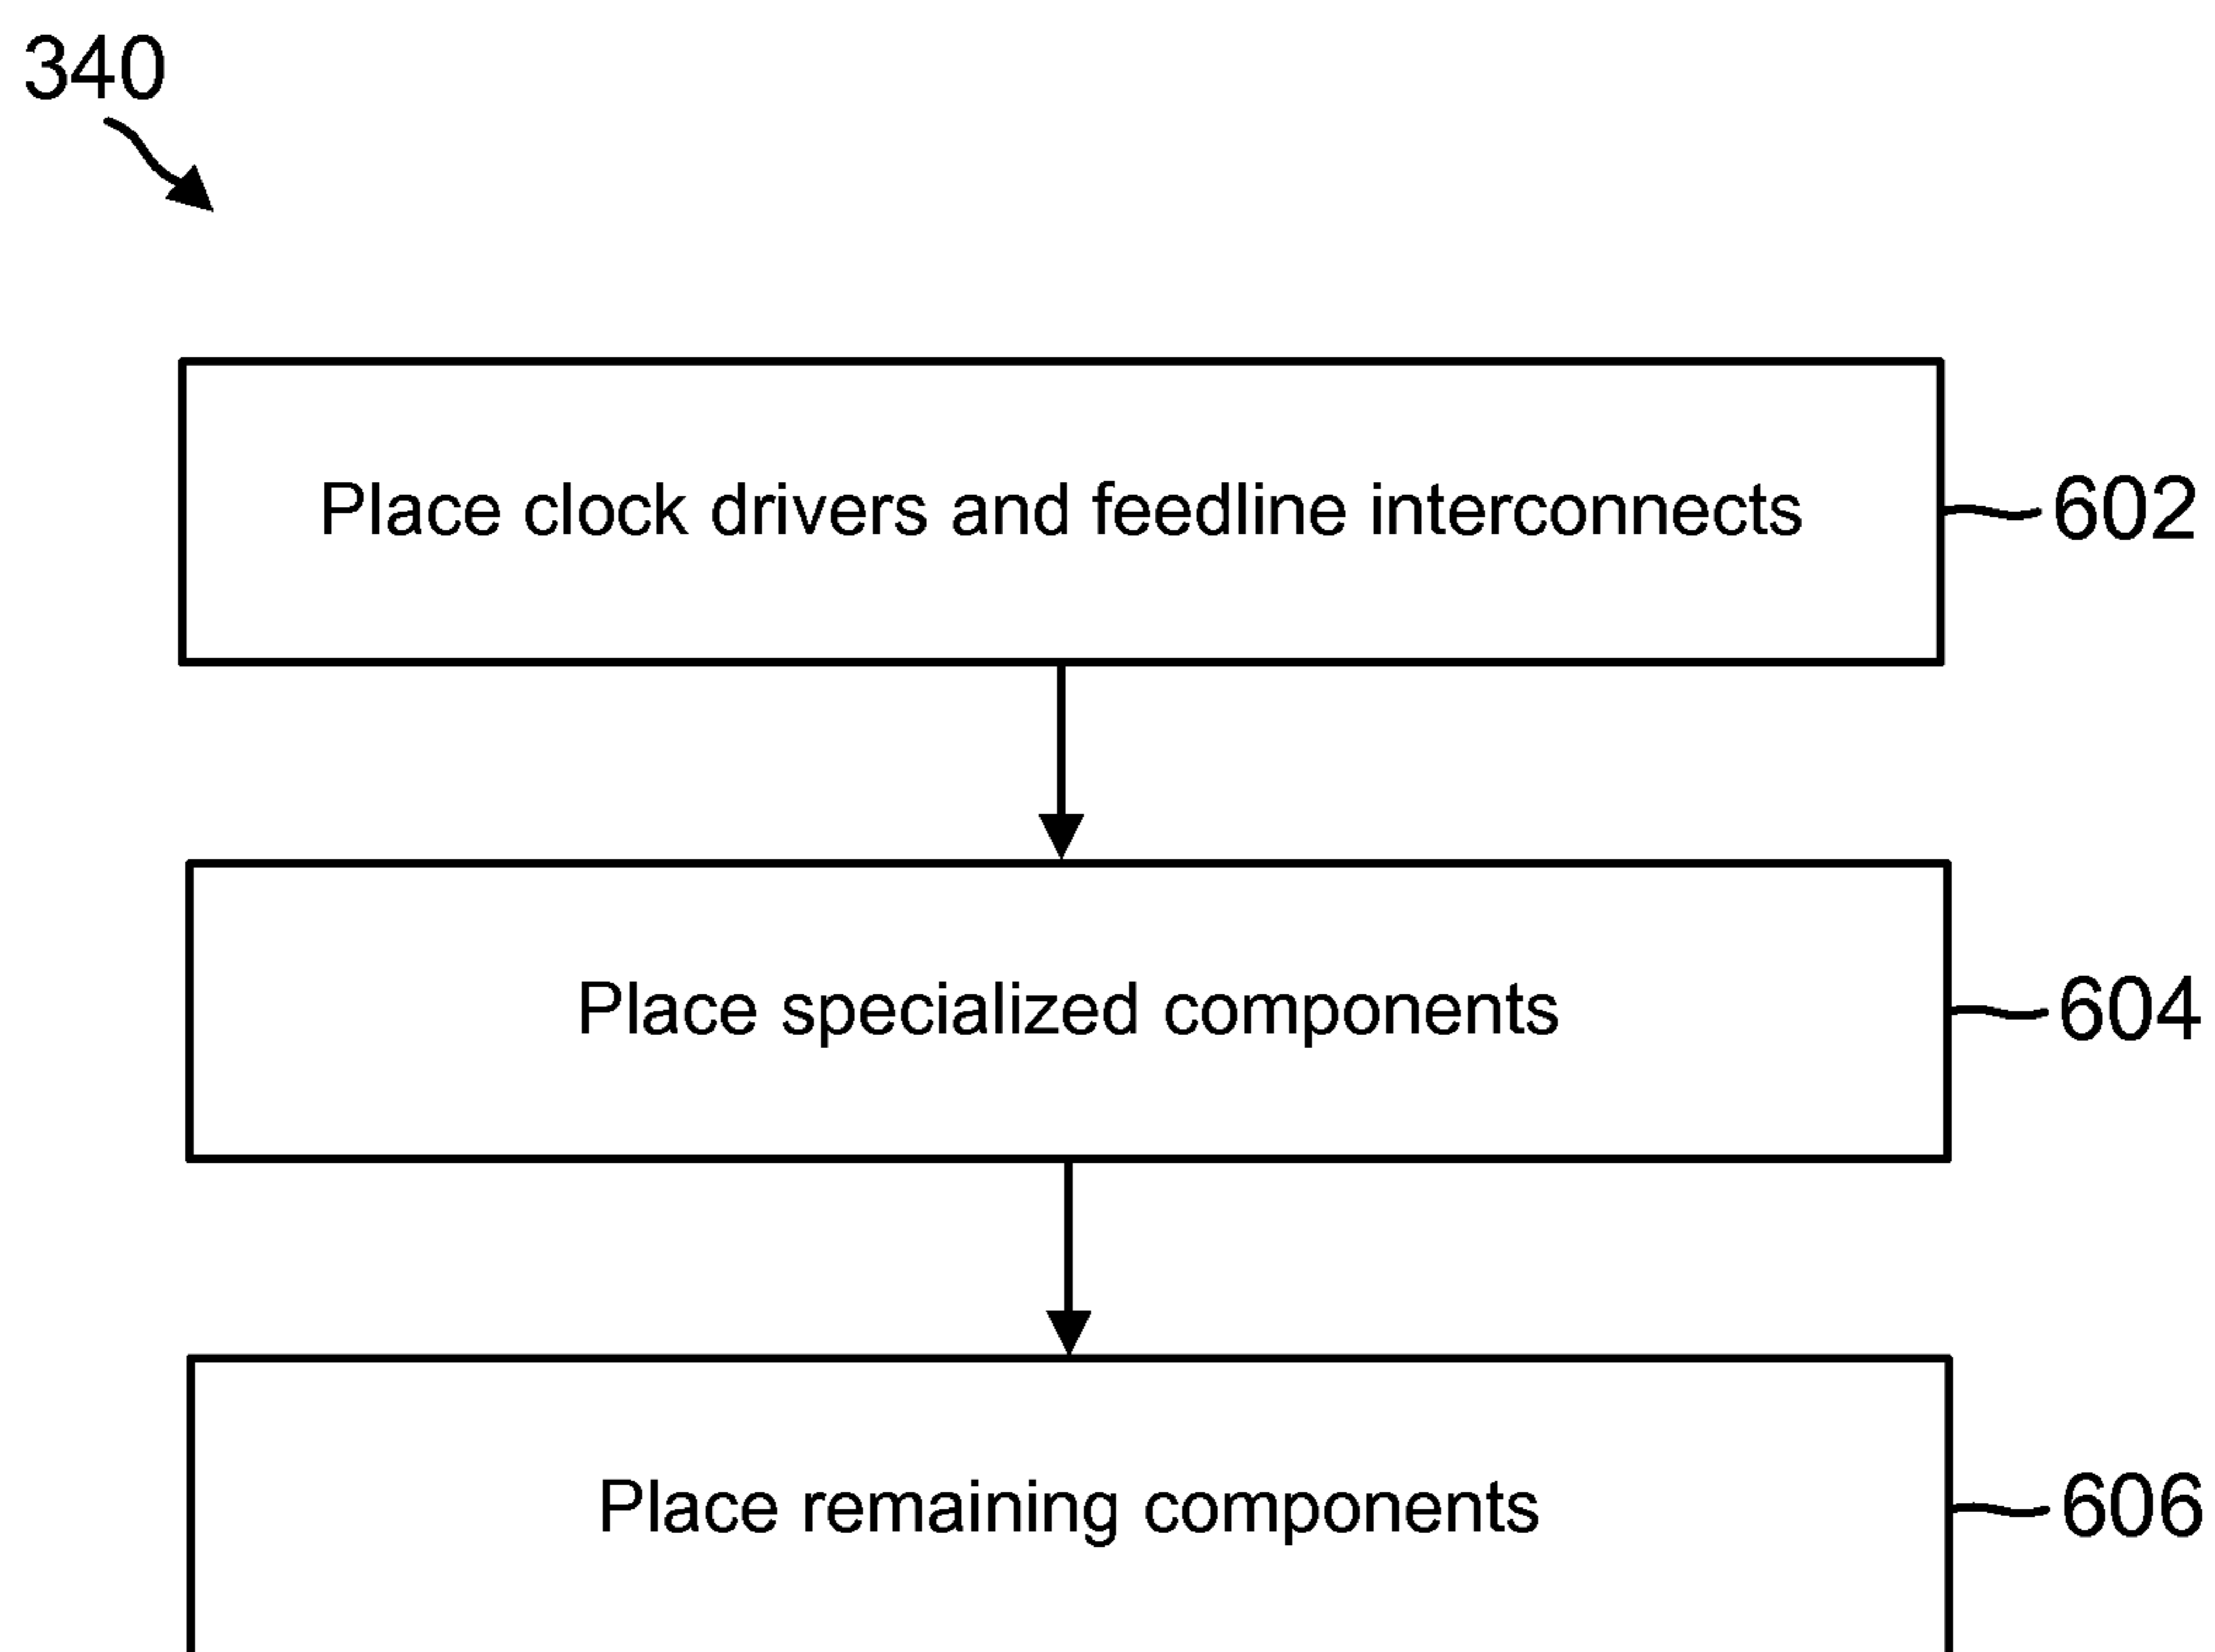 340
Place clock drivers and feedline interconnects
602
Place specialized components
604
Place remaining components
606